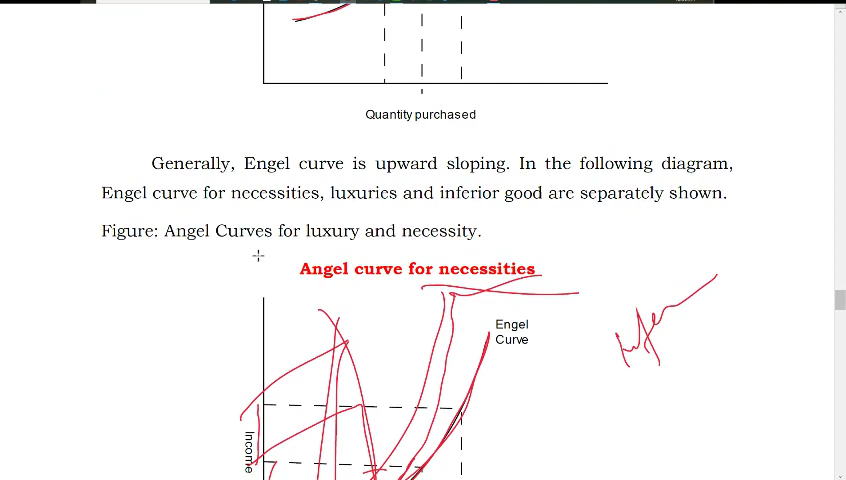 Quantity purchased
Generally, Engel curve is upward sloping. In the following diagram,
Engel curve for necessities, luxuries and inferior good are separately shown.
Figure: Angel Curves for luxury and necessity.
Angel curve for necessities
Engel
Curve
Income